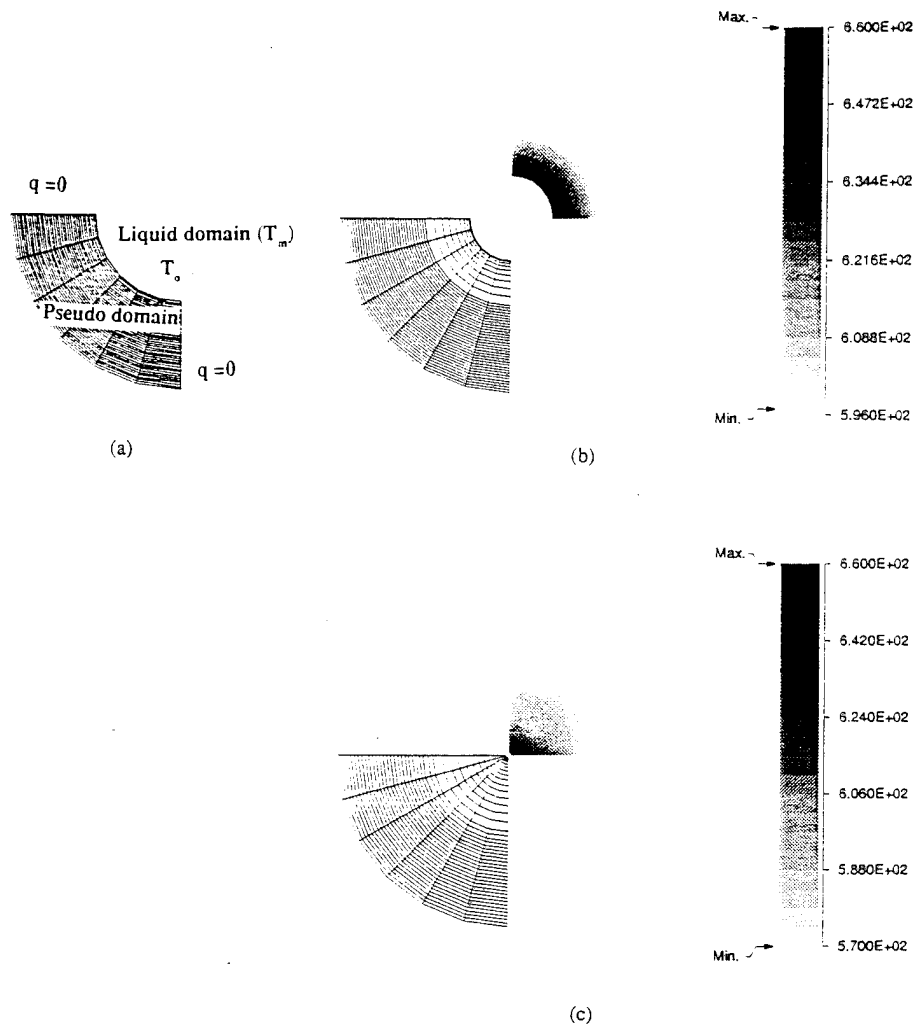 q =0
Liquid domain (Tm)
To
Pseudo domain
q =0
(a)
Max.
6.600E+02
6.472E+02
6.344E+02
6.216E+02
6.088E+02
5.960E+02
Min.
(b)
Max.
6.600E+02
6.420E+02
6.240E+02
6.060E+02
5.880E+02
5.700E+02
Min.
(c)